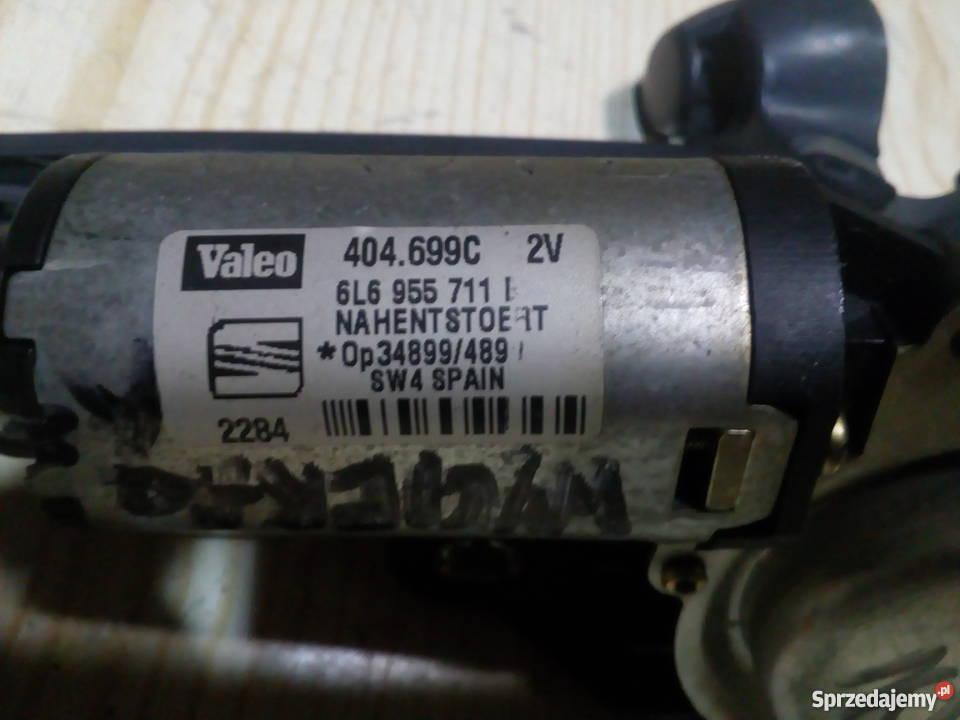 Valeo 404.699C 2V
6L6 955 711
NAHENTSTOERT
*Op34899/489
SW4 SPAIN
2284
Sprzedajemy.pl